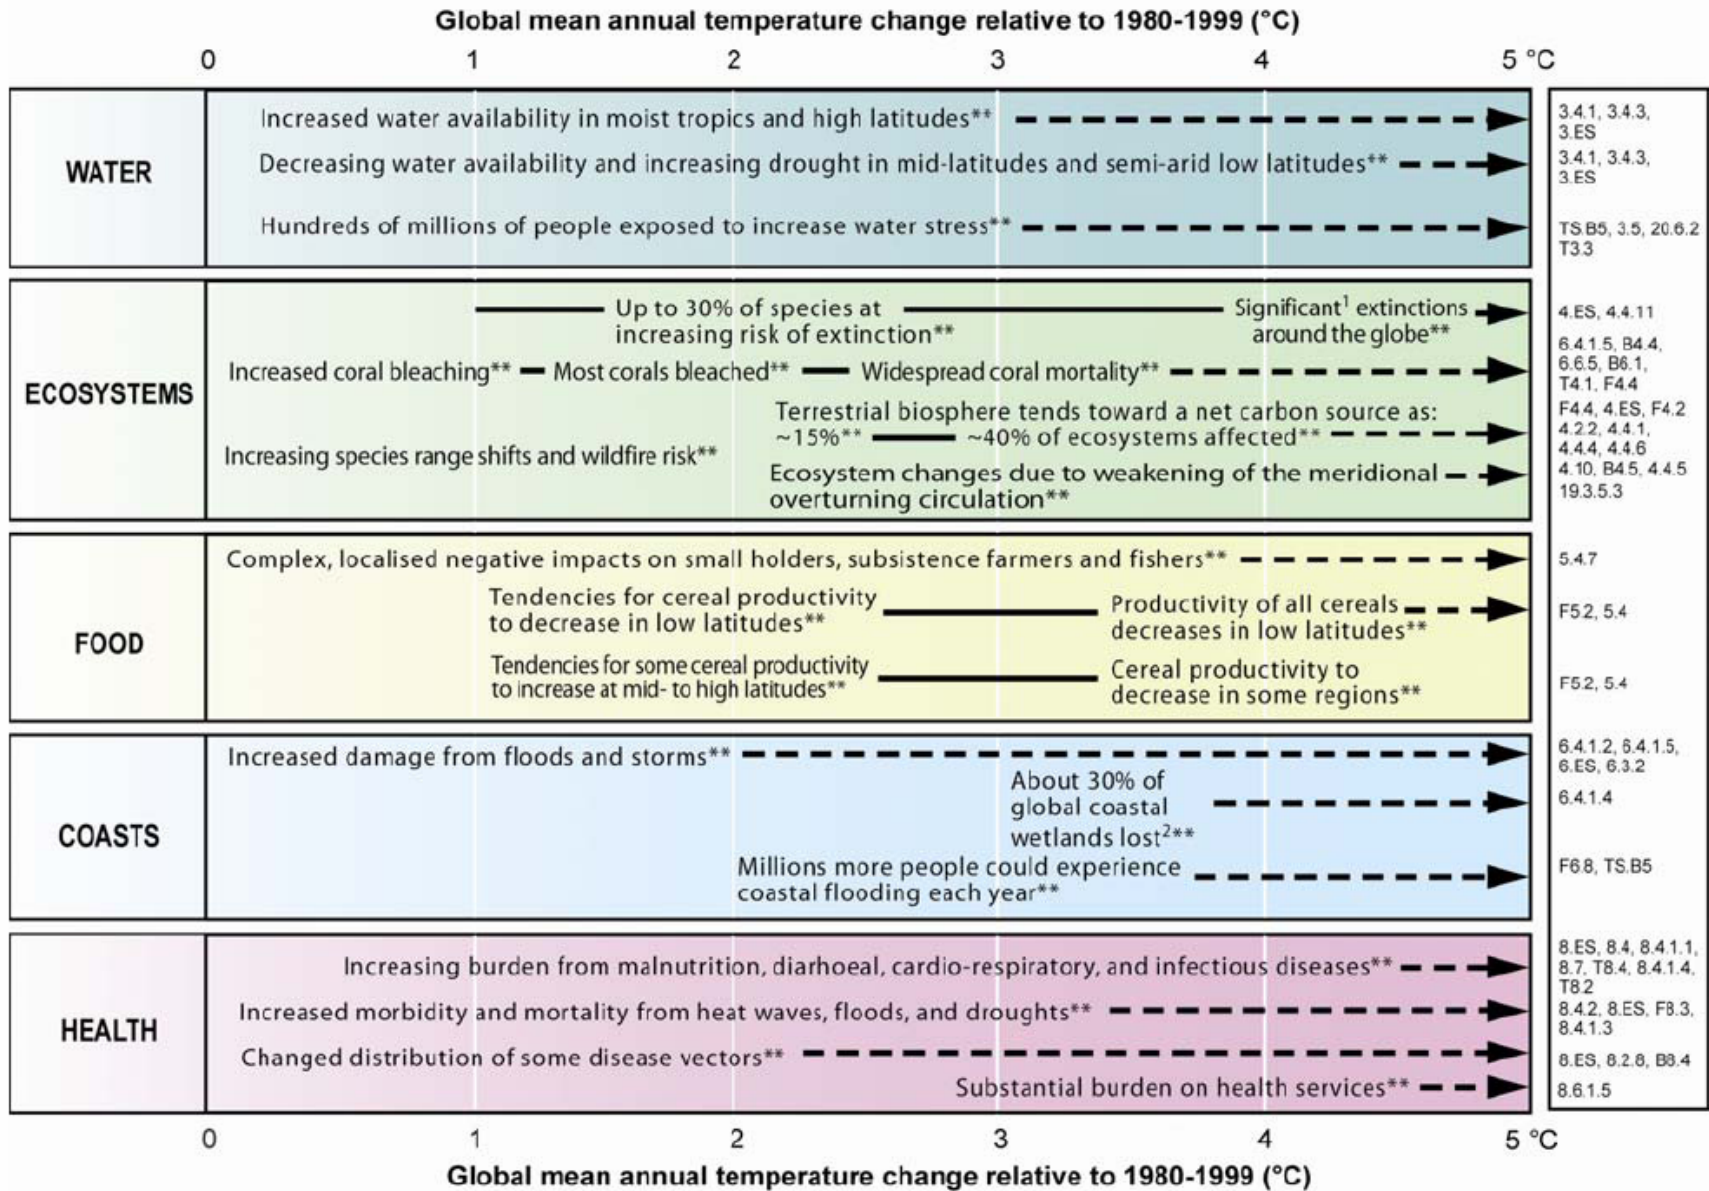 Global mean annual temperature change relative to 1980-1999 (°C)
0 1 2 3 4 5 °C
WATER
Increased water availability in moist tropics and high latitudes**
3.4.1, 3.4.3,
3.ES
Decreasing water availability and increasing drought in mid-latitudes and semi-arid low latitudes**
3.4.1, 3.4.3,
3.ES
Hundreds of millions of people exposed to increase water stress**
TS.B5, 3.5, 20.6.2
T3.3
ECOSYSTEMS
Up to 30% of species at
increasing risk of extinction**
Significant¹ extinctions
around the globe**
4.ES, 4.4.11
Increased coral bleaching** Most corals bleached** Widespread coral mortality**
6.4.1.5, B4.4,
6.6.5, B6.1,
T4.1, F4.4
Terrestrial biosphere tends toward a net carbon source as:
~15%** ~40% of ecosystems affected**
F4.4, 4.ES, F4.2
4.2.2, 4.4.1,
4.4.4, 4.4.6
Increasing species range shifts and wildfire risk**
Ecosystem changes due to weakening of the meridional
overturning circulation**
4.10, B4.5, 4.4.5
19.3.5.3
FOOD
Complex, localised negative impacts on small holders, subsistence farmers and fishers**
5.4.7
Tendencies for cereal productivity
to decrease in low latitudes**
Productivity of all cereals
decreases in low latitudes**
F5.2, 5.4
Tendencies for some cereal productivity
to increase at mid- to high latitudes**
Cereal productivity to
decrease in some regions**
F5.2, 5.4
COASTS
Increased damage from floods and storms**
6.4.1.2, 6.4.1.5,
6.ES, 6.3.2
About 30% of
global coastal
wetlands lost²**
6.4.1.4
Millions more people could experience
coastal flooding each year**
F6.8, TS.B5
HEALTH
Increasing burden from malnutrition, diarhoeal, cardio-respiratory, and infectious diseases**
8.ES, 8.4, 8.4.1.1,
8.7, T8.4, 8.4.1.4,
T8.2
Increased morbidity and mortality from heat waves, floods, and droughts**
8.4.2, 8.ES, F8.3,
8.4.1.3
Changed distribution of some disease vectors**
8.ES, 8.2.8, B8.4
Substantial burden on health services**
8.6.1.5
0 1 2 3 4 5 °C
Global mean annual temperature change relative to 1980-1999 (°C)